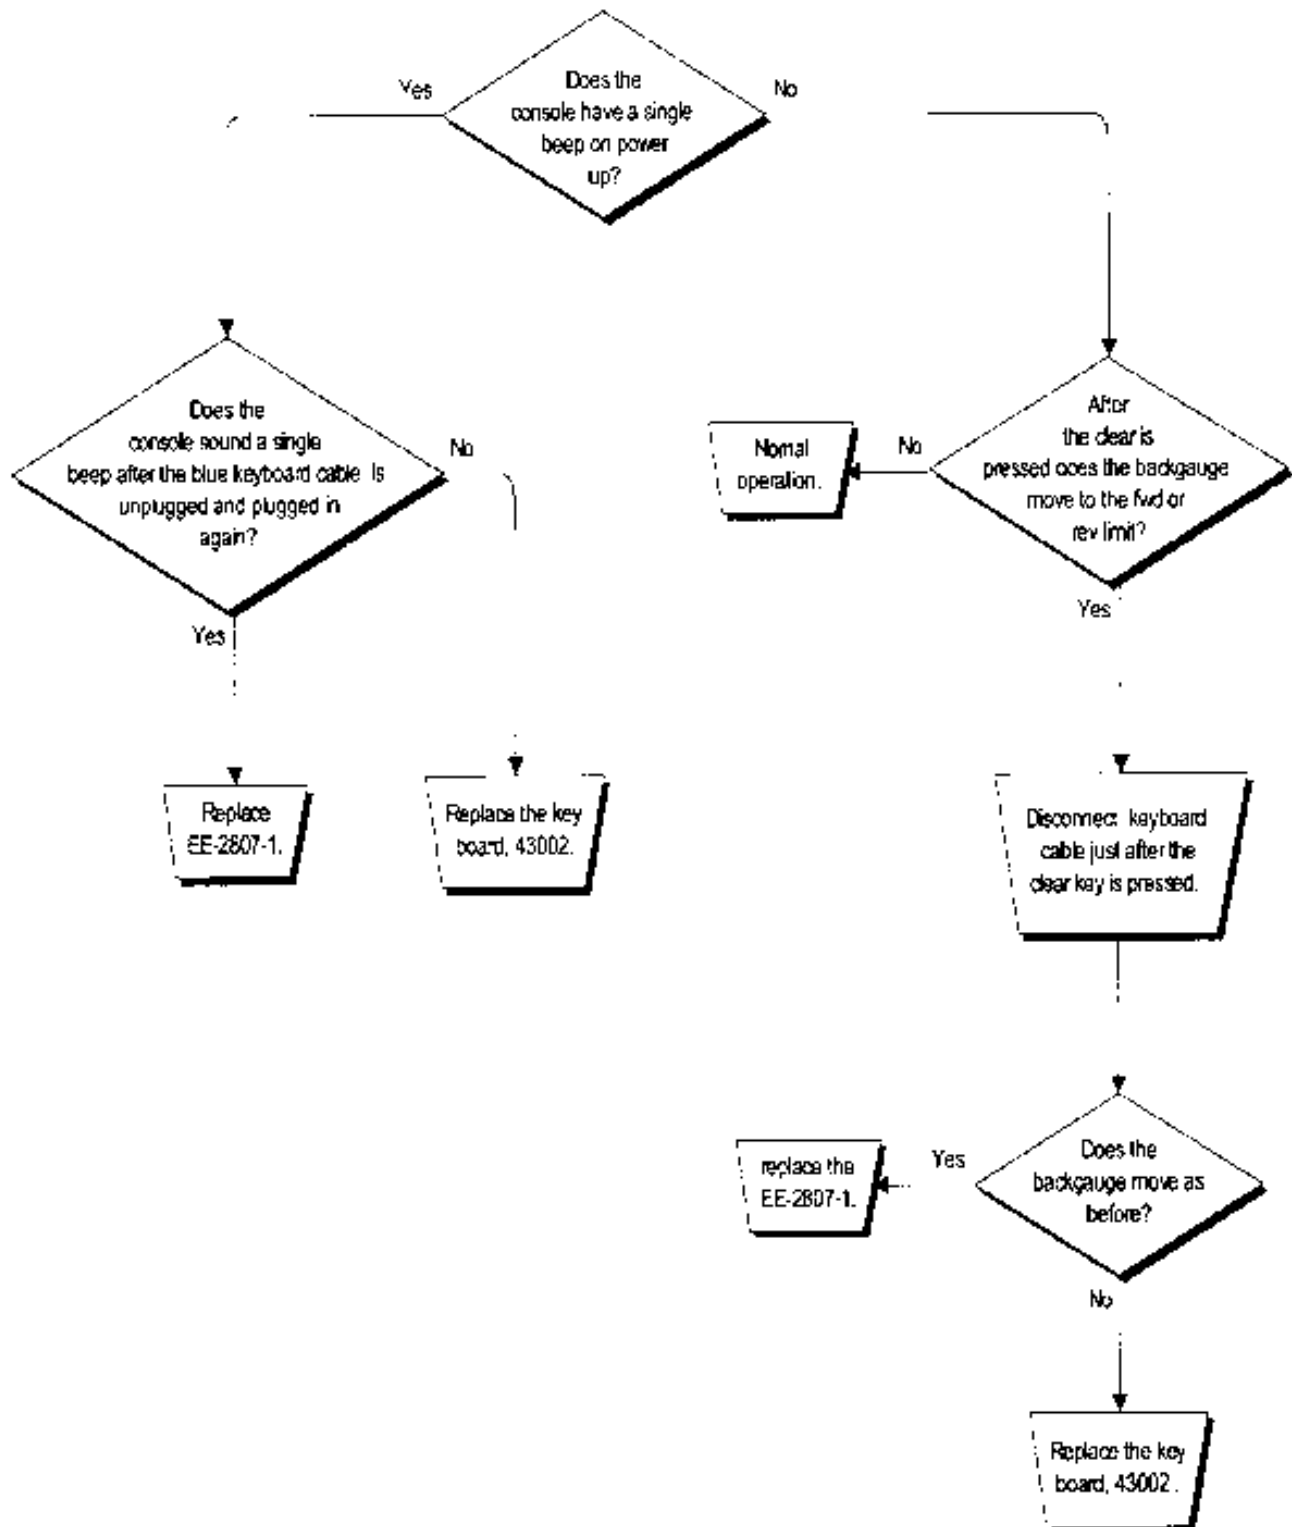 Does the
console have a single
beep on power
up?
Yes
No
Does the
console sound a single
beep after the blue keyboard cable is
unplugged and plugged in
again?
No
Yes
Replace
EE-2807-1.
Replace the key
board, 43002.
After
the clear is
pressed does the backgauge
move to the fwd or
rev limit?
No
Nomal
operation.
Yes
Disconnect keyboard
cable just after the
clear key is pressed.
Does the
backgauge move as
before?
Yes
replace the
EE-2807-1.
No
Replace the key
board, 43002.